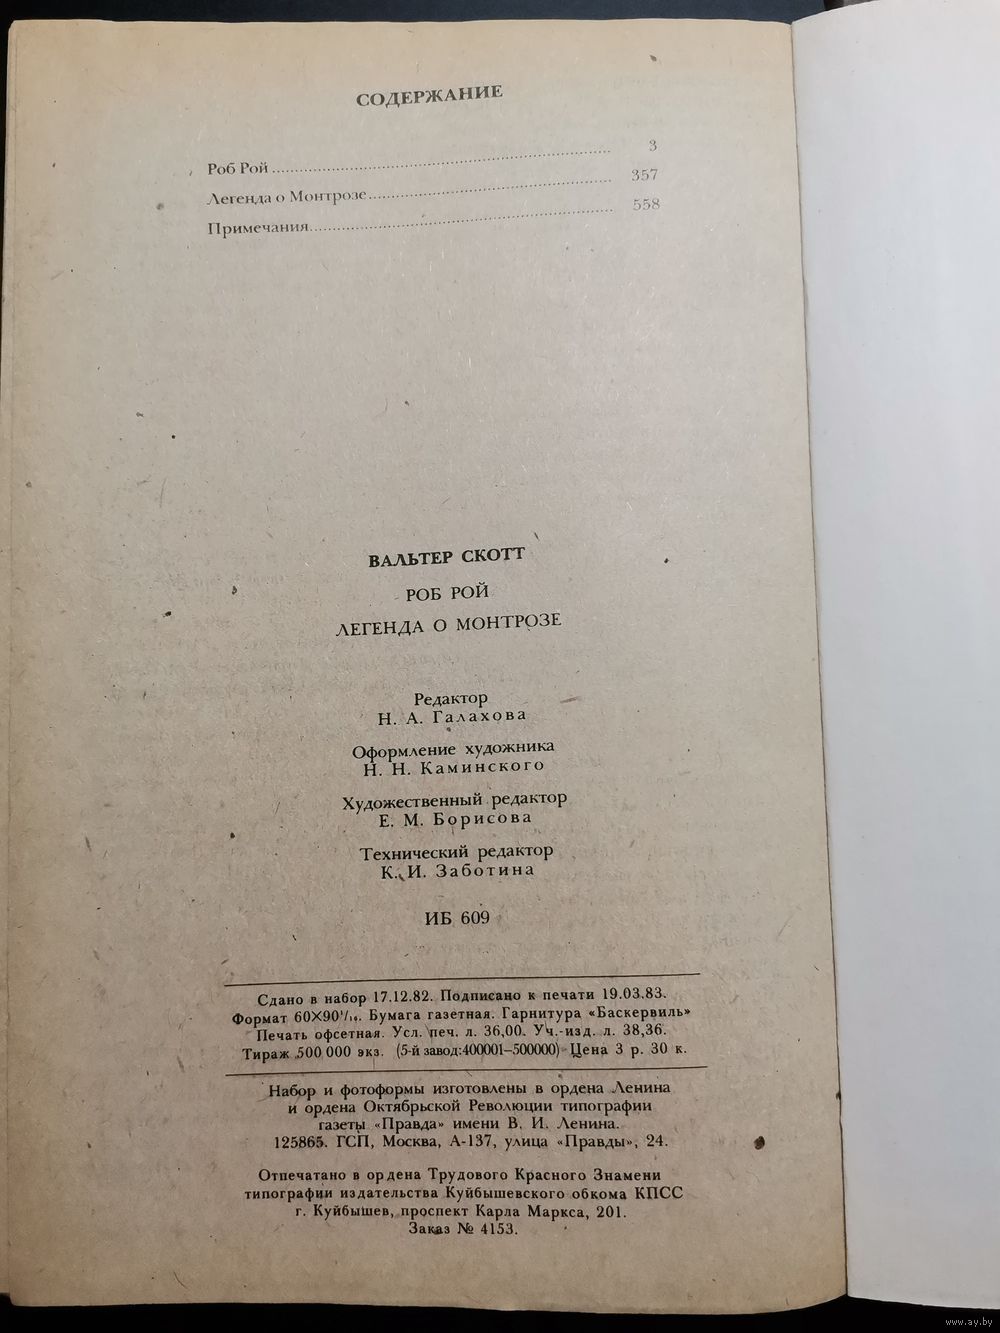 СОДЕРЖАНИЕ
Роб Рой 3
Легенда о Монтрозе 357
Примечания 558
ВАЛЬТЕР СКОТТ
РОБ РОЙ
ЛЕГЕНДА О МОНТРОЗЕ
Редактор
Н. А. Галахова
Оформление художника
Н. Н. Каминского
Художественный редактор
Е. М. Борисова
Технический редактор
К. И. Заботина
ИБ 609
Сдано в набор 17.12.82. Подписано к печати 19.03.83.
Формат 60×90¹/₁₆. Бумага газетная. Гарнитура «Баскервиль»
Печать офсетная. Усл. печ. л. 36,00. Уч.-изд. л. 38,36.
Тираж 500 000 экз. (5-й завод:400001—500000) Цена 3 р. 30 к.
Набор и фотоформы изготовлены в ордена Ленина
и ордена Октябрьской Революции типографии
газеты «Правда» имени В. И. Ленина.
125865. ГСП, Москва, А-137, улица «Правды», 24.
Отпечатано в ордена Трудового Красного Знамени
типографии издательства Куйбышевского обкома КПСС
г. Куйбышев, проспект Карла Маркса, 201.
Заказ № 4153.
www.ay.by